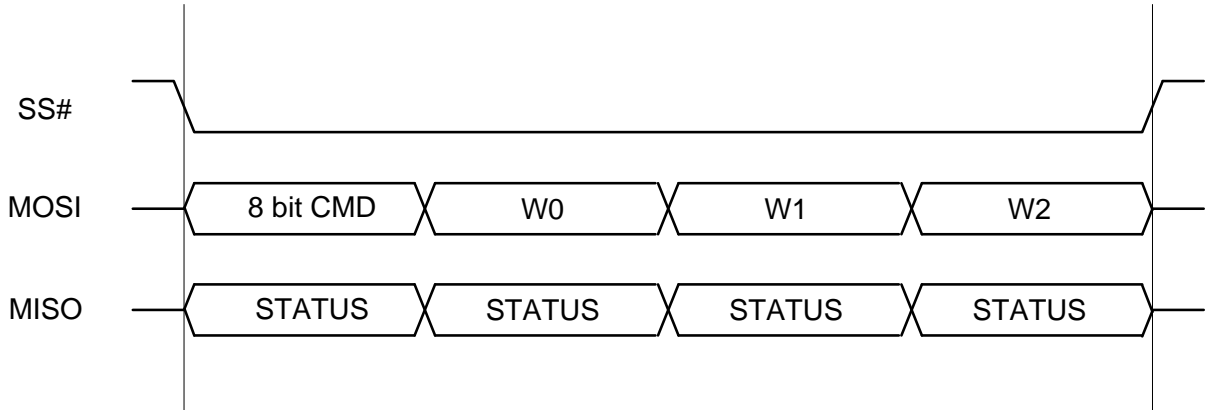 SS#
MOSI 8 bit CMD W0 W1 W2
MISO STATUS STATUS STATUS STATUS